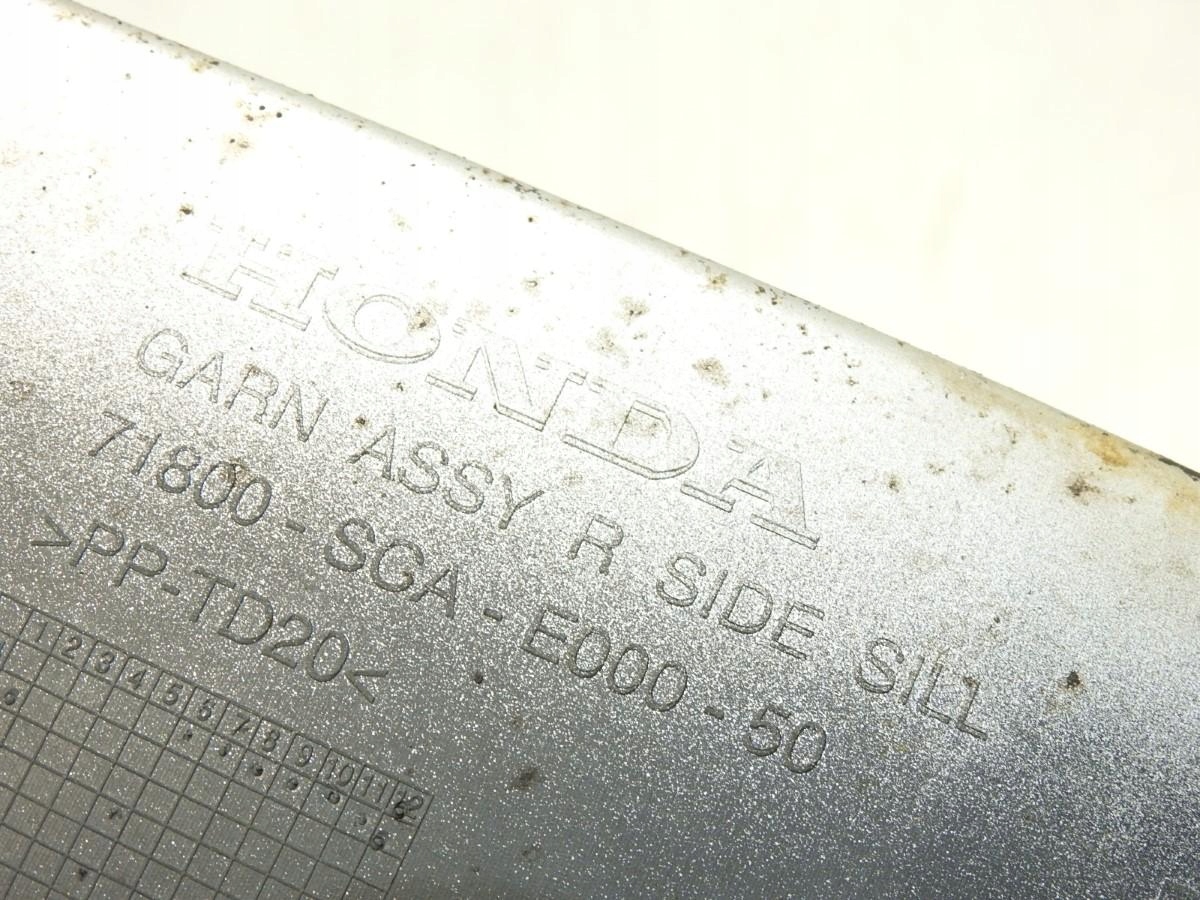 HONDA
GARN ASSY R SIDE SILL
71800 - SGA - E000 - 50
>PP-TD20<
1 2 3 4 5 6 7 8 9 10 11 12